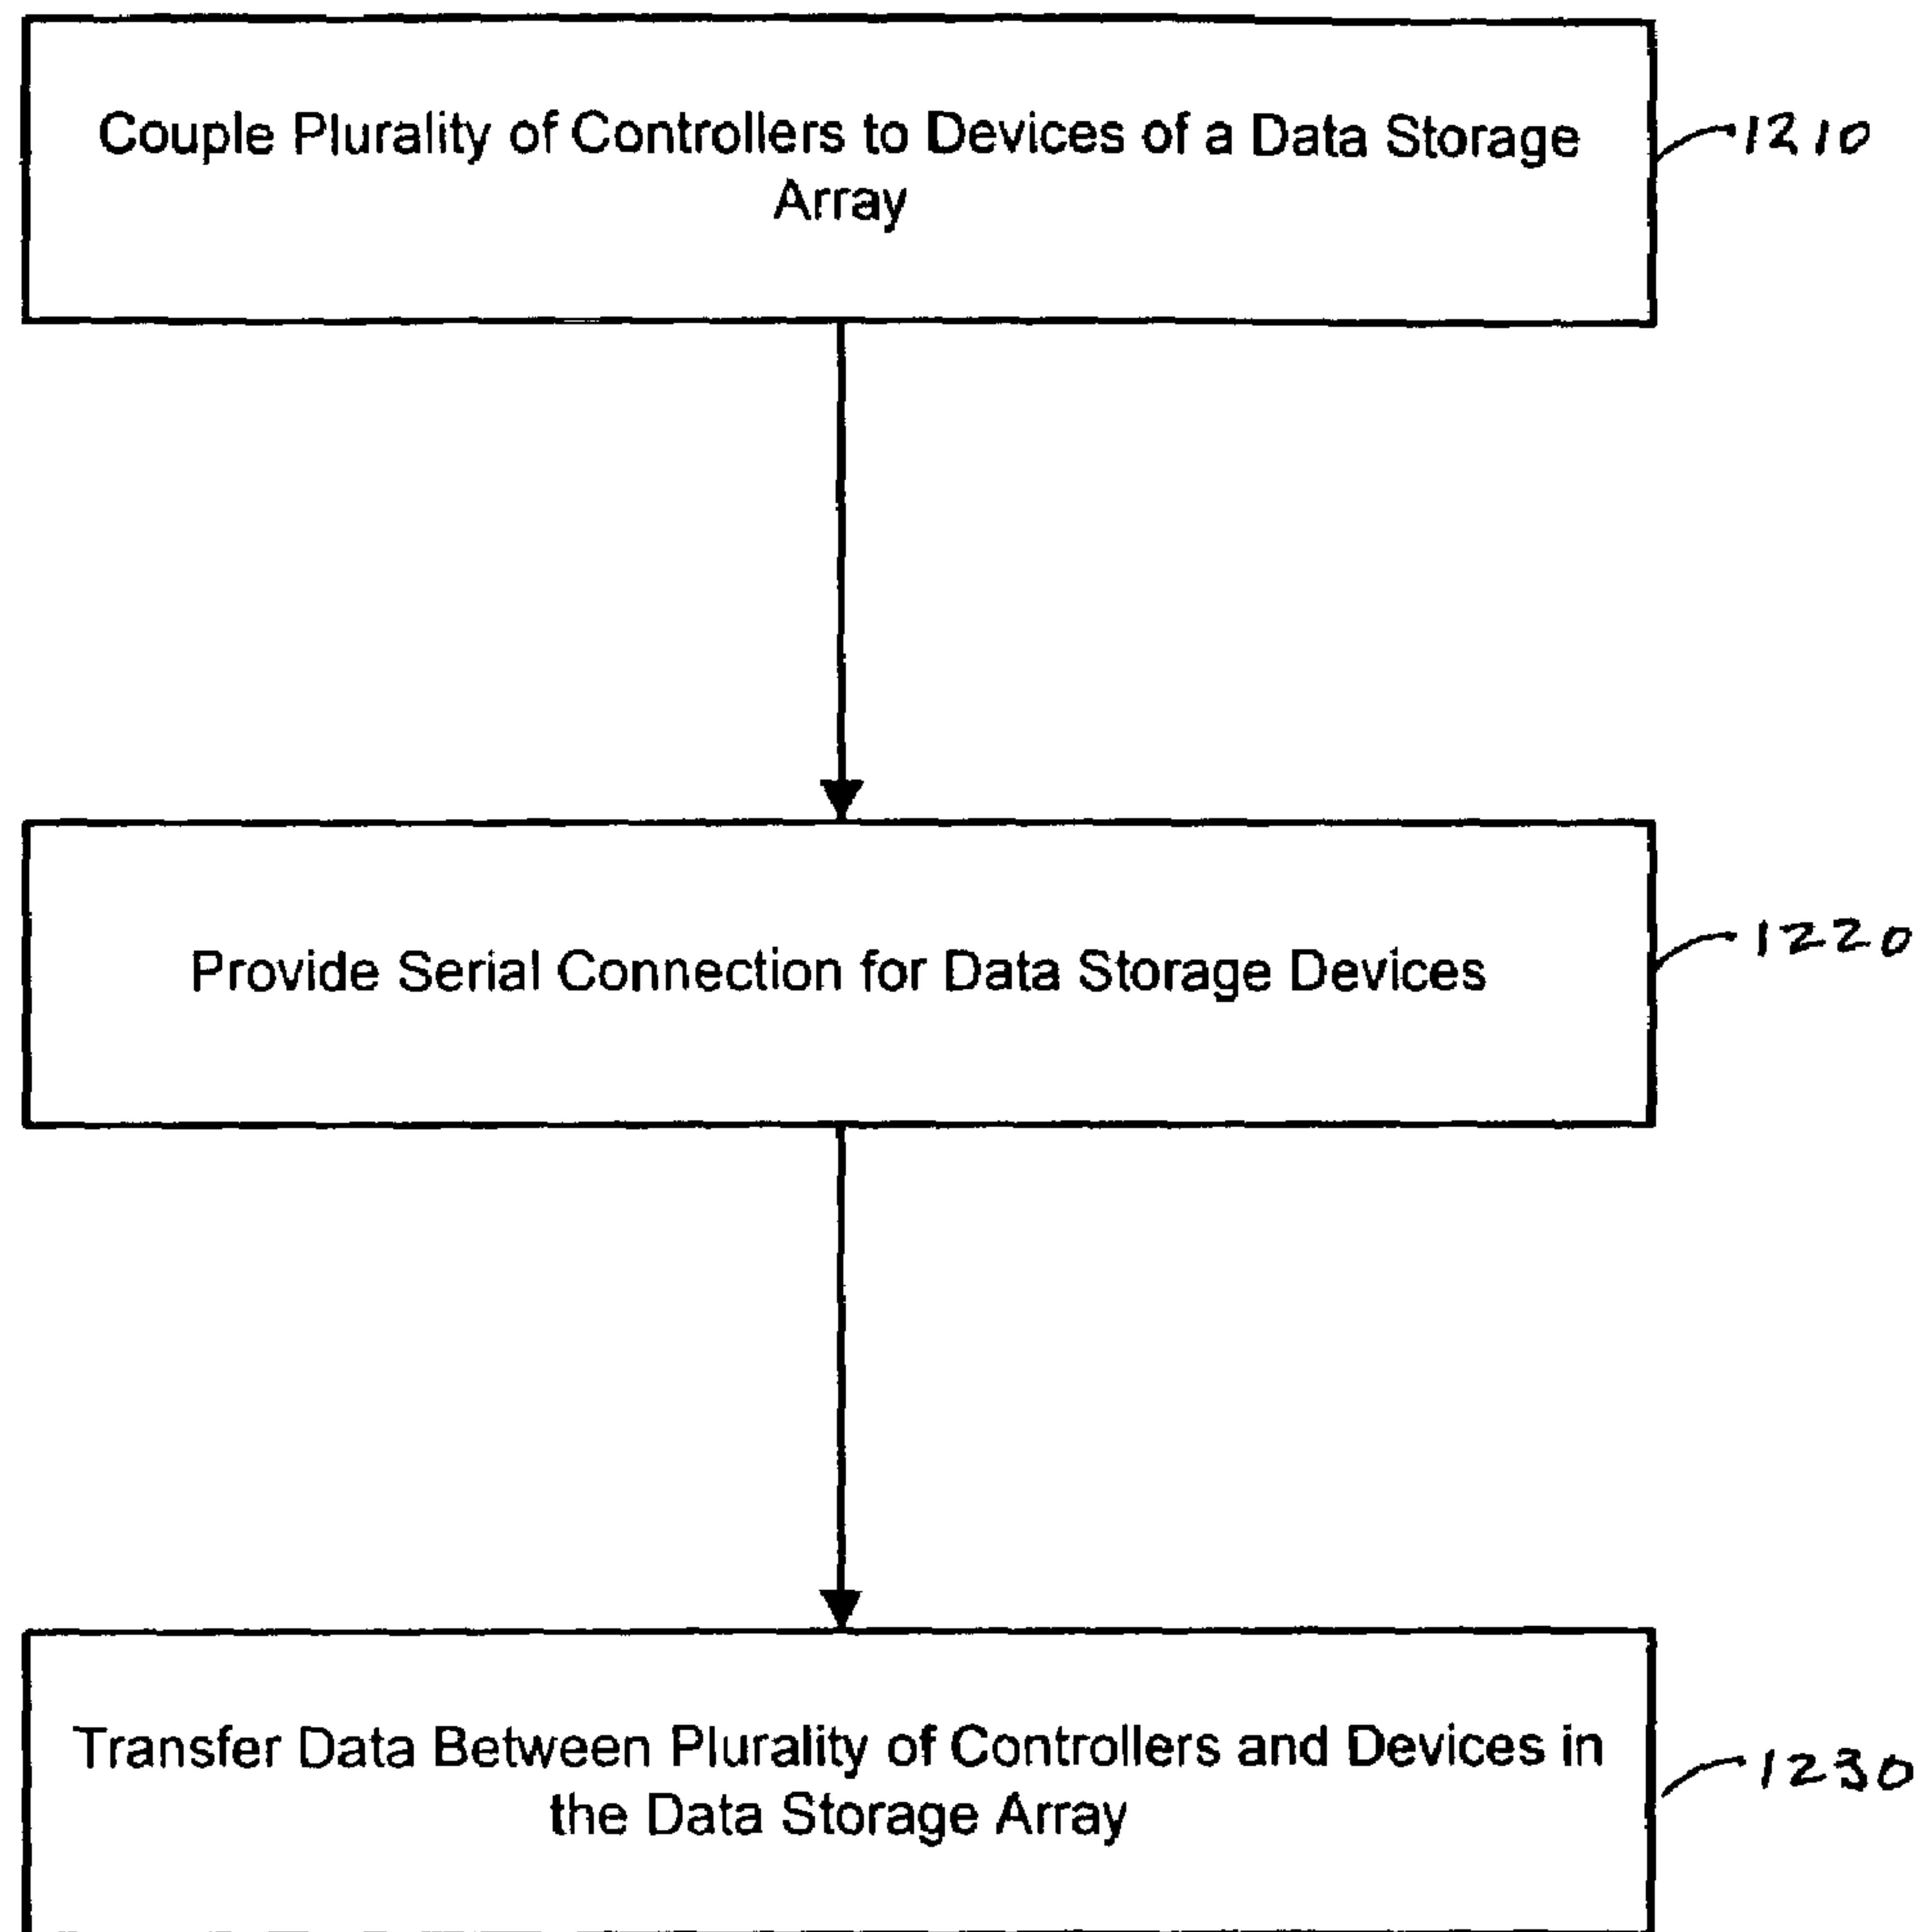 Couple Plurality of Controllers to Devices of a Data Storage
Array
1210
Provide Serial Connection for Data Storage Devices
1220
Transfer Data Between Plurality of Controllers and Devices in
the Data Storage Array
1230